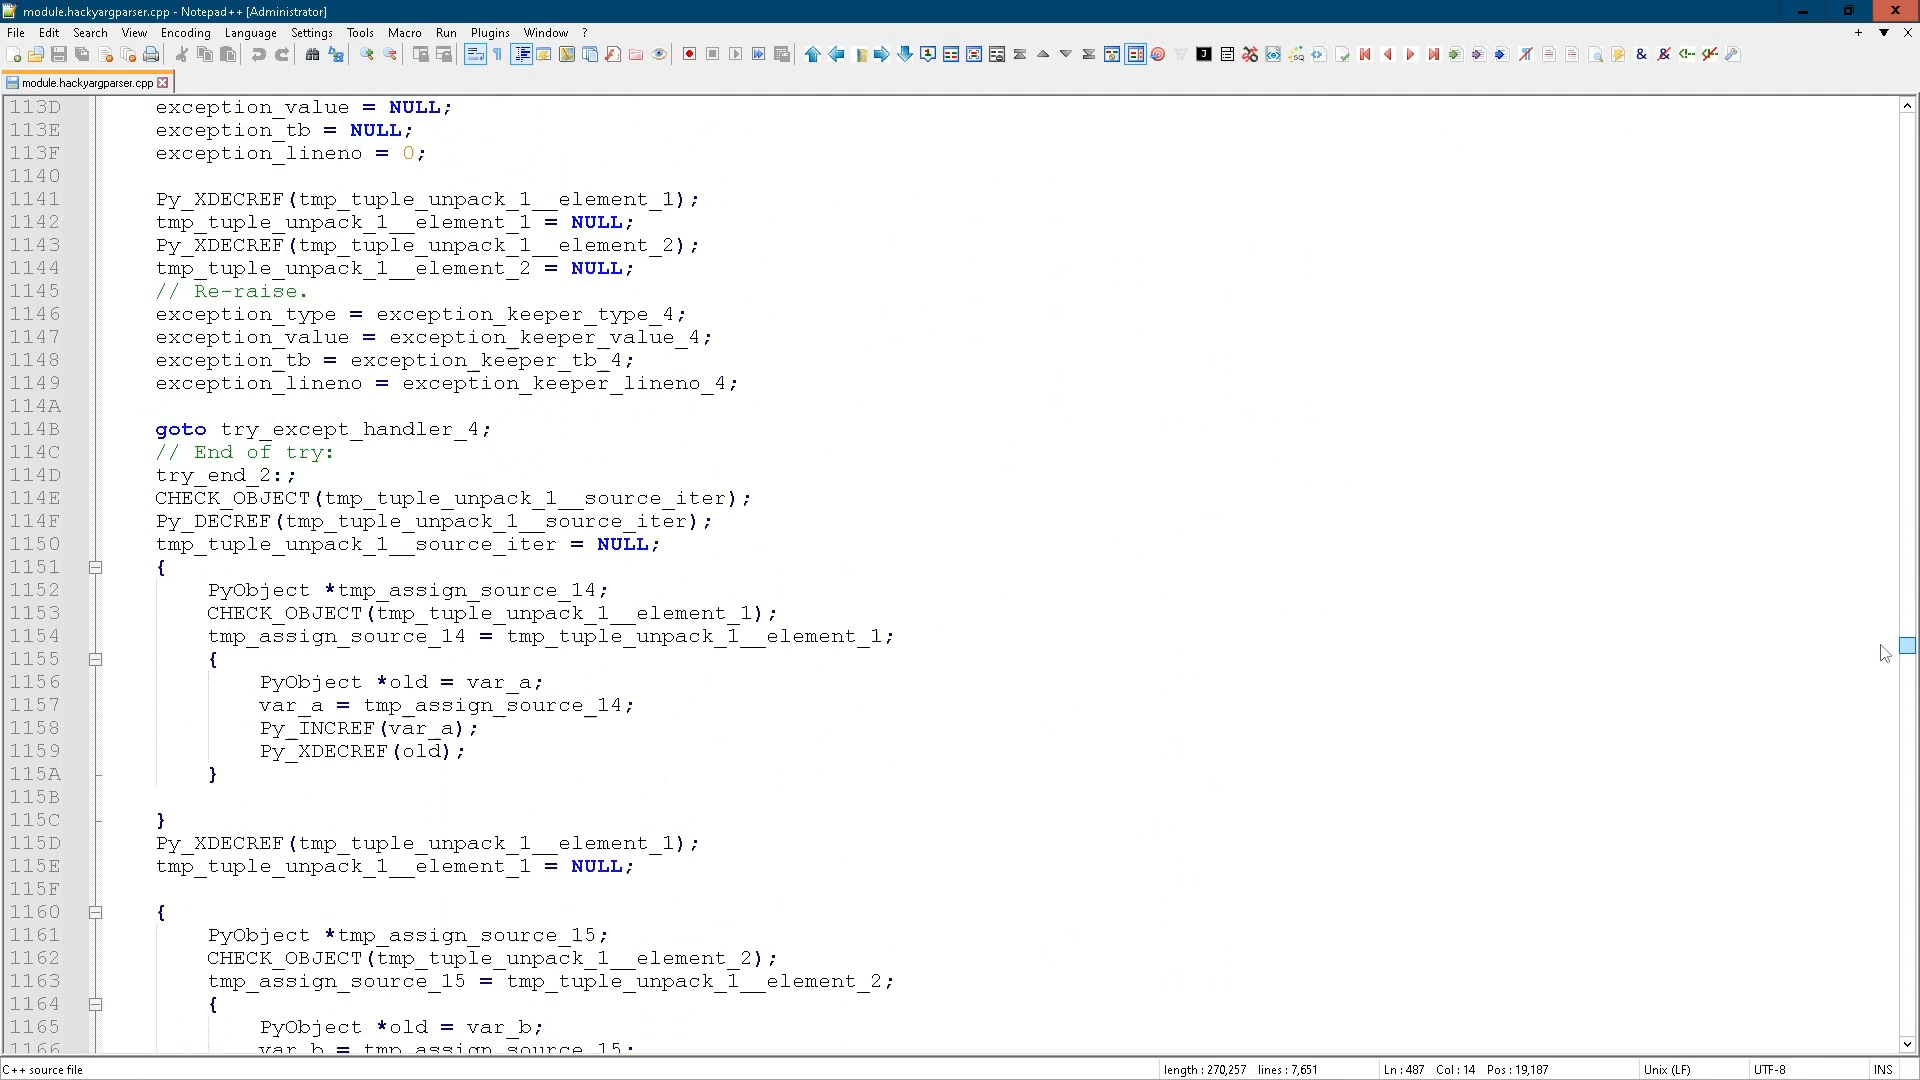 module.hackyargparser.cpp - Notepad++ [Administrator]
File Edit Search View Encoding Language Settings Tools Macro Run Plugins Window ?
module.hackyargparser.cpp
113D exception_value = NULL;
113E exception_tb = NULL;
113F exception_lineno = 0;
1140
1141 Py_XDECREF(tmp_tuple_unpack_1__element_1);
1142 tmp_tuple_unpack_1__element_1 = NULL;
1143 Py_XDECREF(tmp_tuple_unpack_1__element_2);
1144 tmp_tuple_unpack_1__element_2 = NULL;
1145 // Re-raise.
1146 exception_type = exception_keeper_type_4;
1147 exception_value = exception_keeper_value_4;
1148 exception_tb = exception_keeper_tb_4;
1149 exception_lineno = exception_keeper_lineno_4;
114A
114B goto try_except_handler_4;
114C // End of try:
114D try_end_2:;
114E CHECK_OBJECT(tmp_tuple_unpack_1__source_iter);
114F Py_DECREF(tmp_tuple_unpack_1__source_iter);
1150 tmp_tuple_unpack_1__source_iter = NULL;
1151 {
1152 PyObject *tmp_assign_source_14;
1153 CHECK_OBJECT(tmp_tuple_unpack_1__element_1);
1154 tmp_assign_source_14 = tmp_tuple_unpack_1__element_1;
1155 {
1156 PyObject *old = var_a;
1157 var_a = tmp_assign_source_14;
1158 Py_INCREF(var_a);
1159 Py_XDECREF(old);
115A }
115B
115C }
115D Py_XDECREF(tmp_tuple_unpack_1__element_1);
115E tmp_tuple_unpack_1__element_1 = NULL;
115F
1160 {
1161 PyObject *tmp_assign_source_15;
1162 CHECK_OBJECT(tmp_tuple_unpack_1__element_2);
1163 tmp_assign_source_15 = tmp_tuple_unpack_1__element_2;
1164 {
1165 PyObject *old = var_b;
1166 var_b = tmp_assign_source_15;
C++ source file length : 270,257 lines : 7,651 Ln : 487 Col : 14 Pos : 19,187 Unix (LF) UTF-8 INS